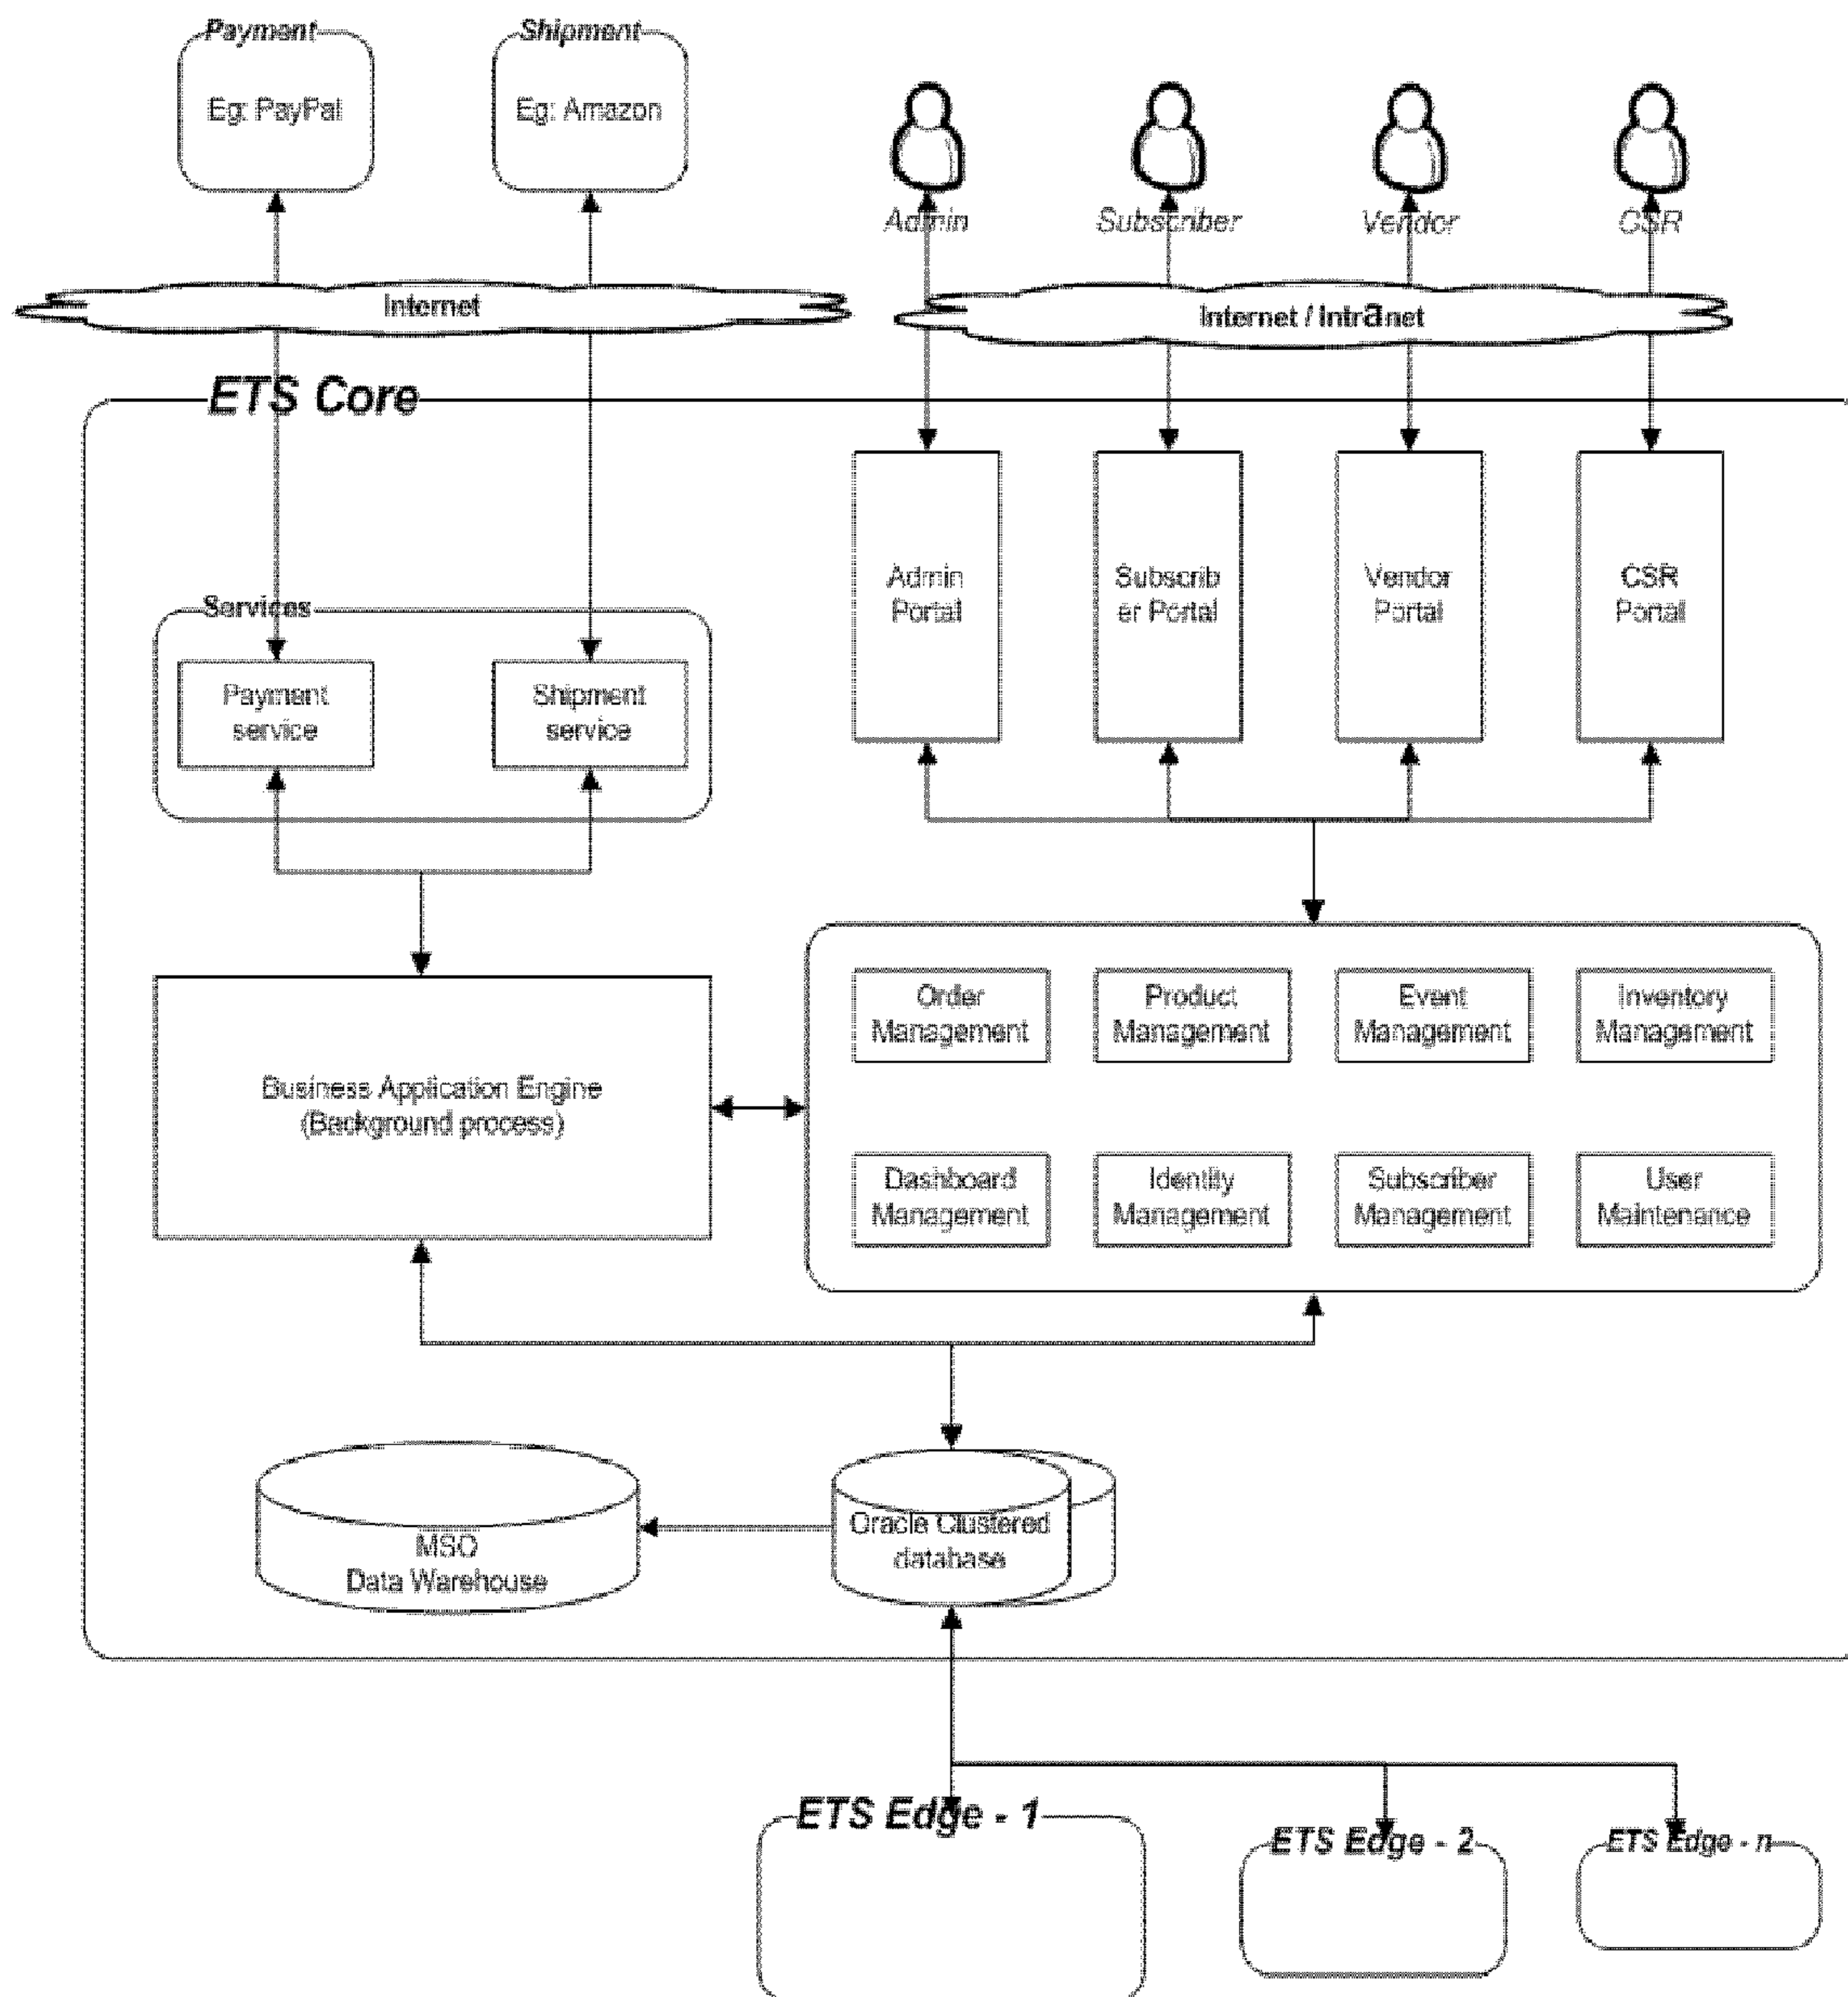 Payment
Shipment
Eg: PayPal
Eg: Amazon
Admin
Subscriber
Vendor
CSR
Internet
Internet / Intranet
ETS Core
Admin
Portal
Subscrib
er Portal
Vendor
Portal
CSR
Portal
Services
Payment
service
Shipment
service
Order
Management
Product
Management
Event
Management
Inventory
Management
Business Application Engine
(Background process)
Dashboard
Management
Identity
Management
Subscriber
Management
User
Maintenance
MSO
Data Warehouse
Oracle Clustered
database
ETS Edge - 1
ETS Edge - 2
ETS Edge - n